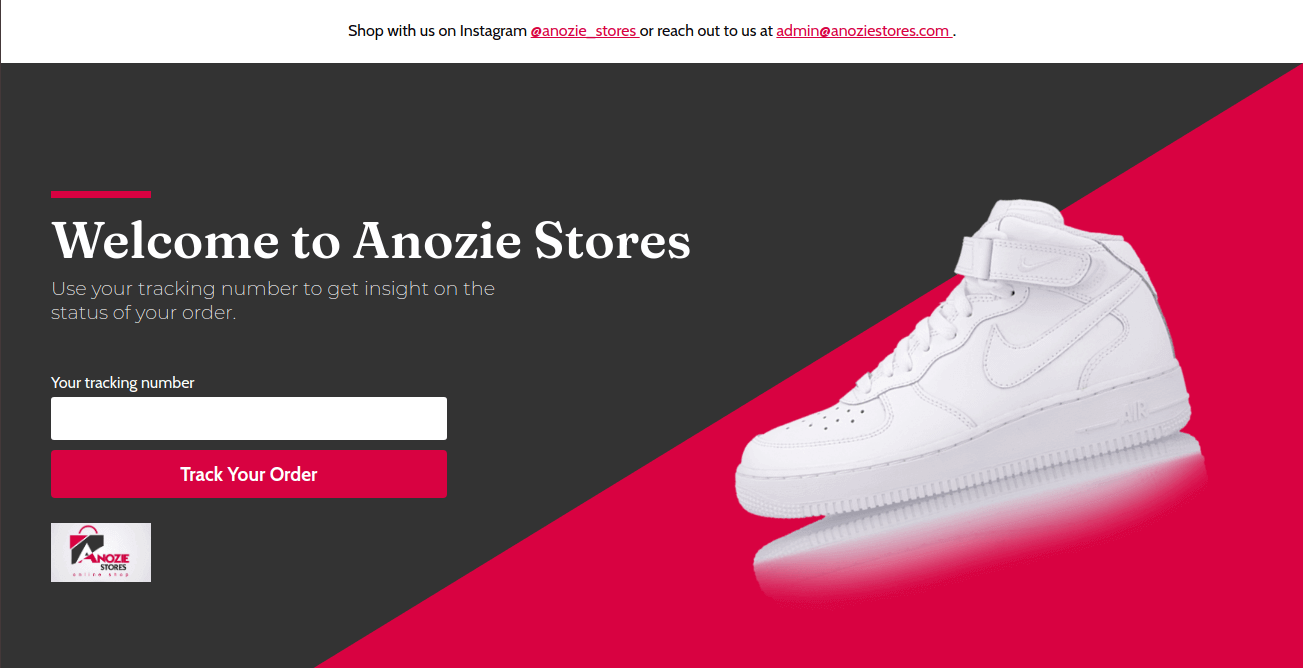 Shop with us on Instagram @anozie_stores or reach out to us at admin@anoziestores.com .
Welcome to Anozie Stores
Use your tracking number to get insight on the
status of your order.
Your tracking number
Track Your Order
ANOZIE
STORES
online shop
AIR